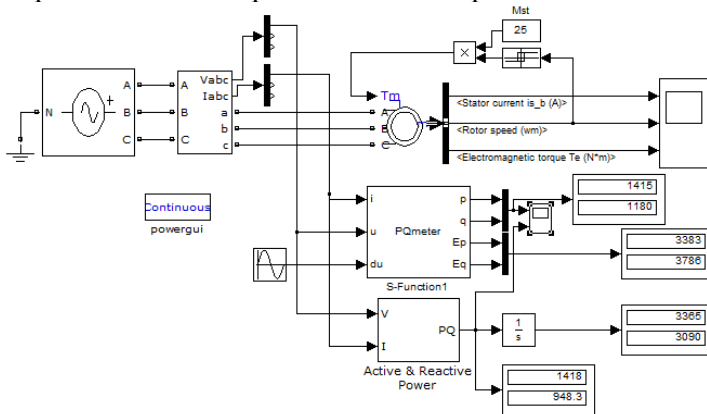 Mst
25
×
Vabc
Iabc
A
B
C
N
+
A
B
C
a
b
c
Tm
A
B
C
<Stator current is_b (A)>
<Rotor speed (wm)>
<Electromagnetic torque Te (N*m)>
Continuous
powergui
i
u
du
PQmeter
p
q
Ep
Eq
S-Function1
1415
1180
3383
3786
V
I
PQ
Active & Reactive
Power
1
s
3365
3090
1418
948.3